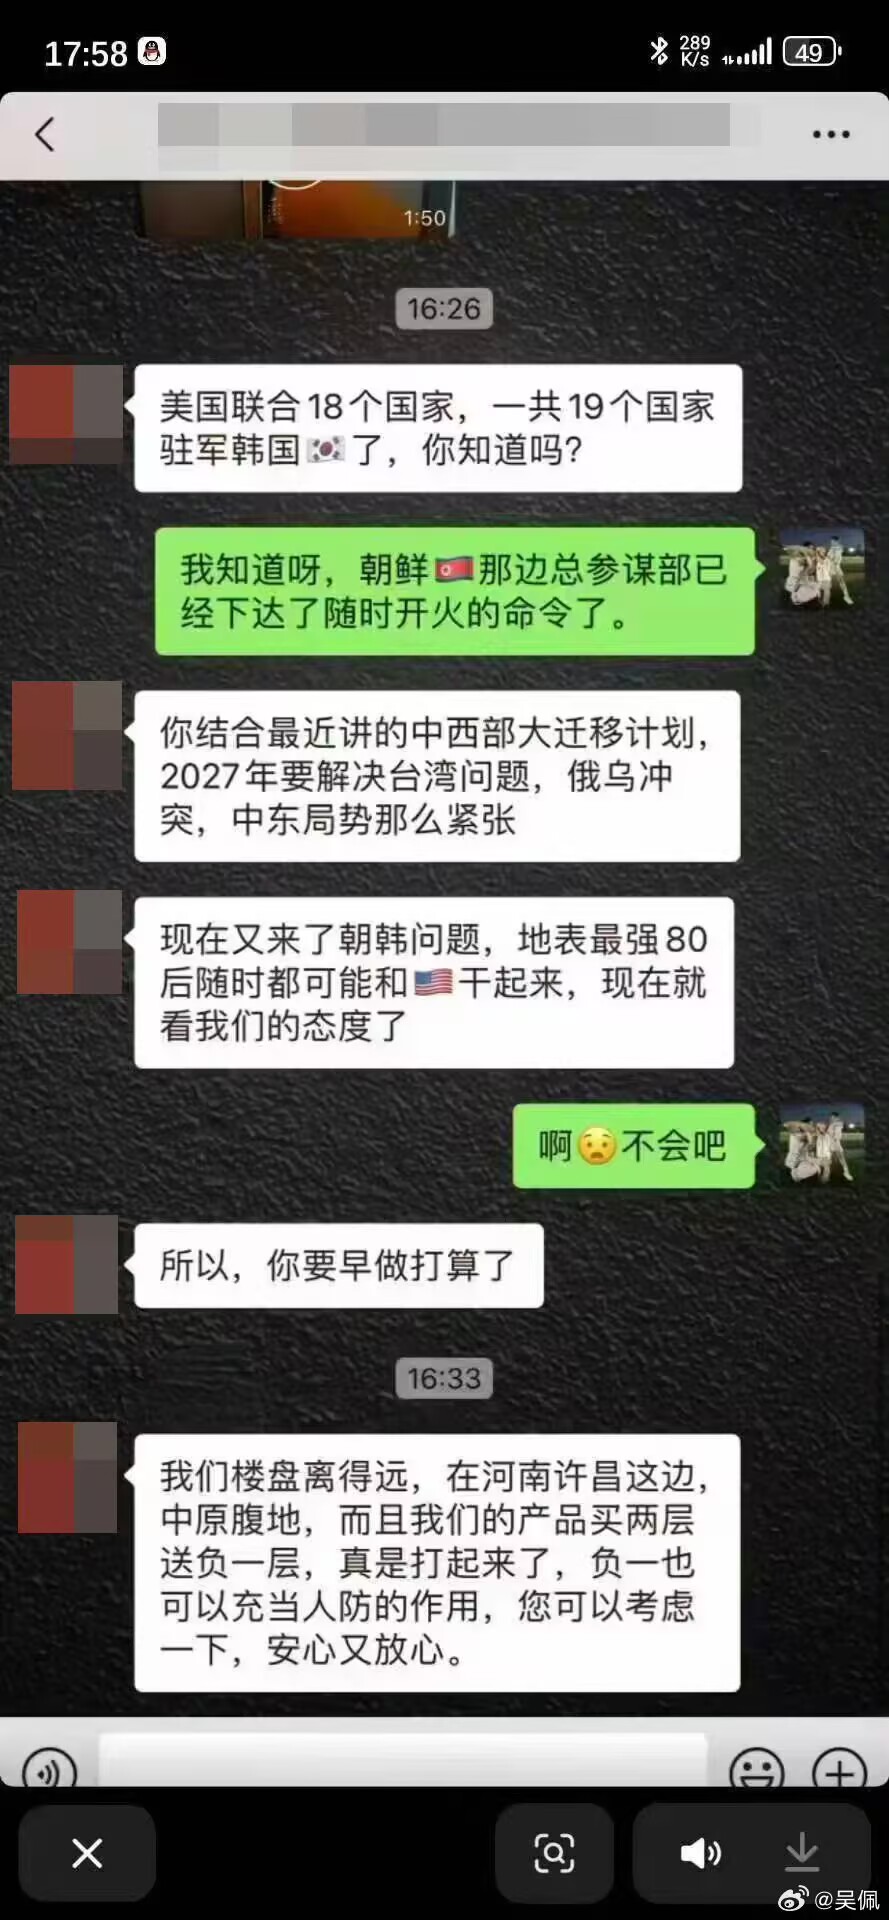 17:58
289
K/s
49
1:50
16:26
美国联合18个国家，一共19个国家
驻军韩国🇰🇷了，你知道吗？
我知道呀，朝鲜🇰🇵那边总参谋部已
经下达了随时开火的命令了。
你结合最近讲的中西部大迁移计划，
2027年要解决台湾问题，俄乌冲
突，中东局势那么紧张
现在又来了朝韩问题，地表最强80
后随时都可能和🇺🇸干起来，现在就
看我们的态度了
啊😧不会吧
所以，你要早做打算了
16:33
我们楼盘离得远，在河南许昌这边，
中原腹地，而且我们的产品买两层
送负一层，真是打起来了，负一也
可以充当人防的作用，您可以考虑
一下，安心又放心。
@吴佩